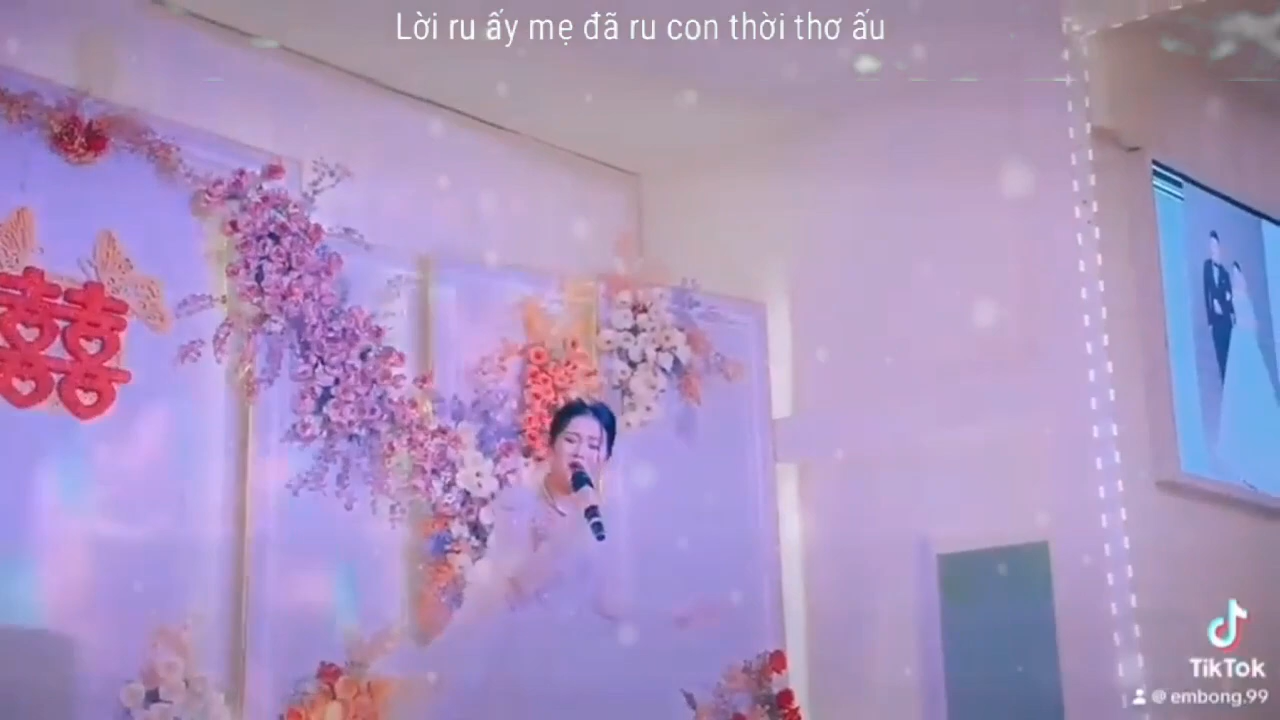 Lời ru ấy mẹ đã ru con thời thơ ấu
囍
TikTok
@embong.99